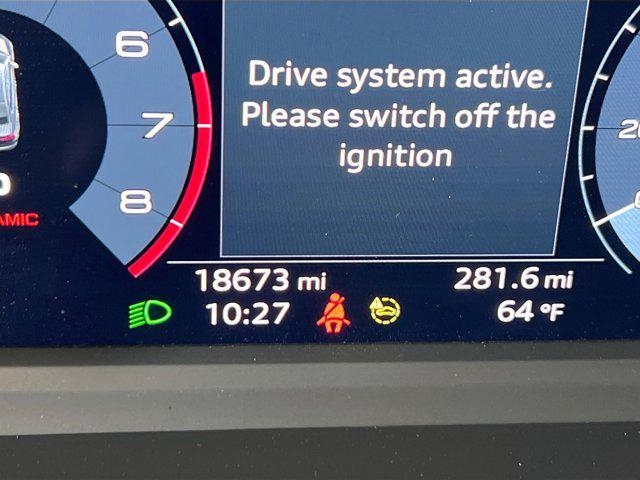 6
Drive system active.
7
Please switch off the
ignition
8
AMIC
18673 mi
281.6 mi
10:27
64 °F